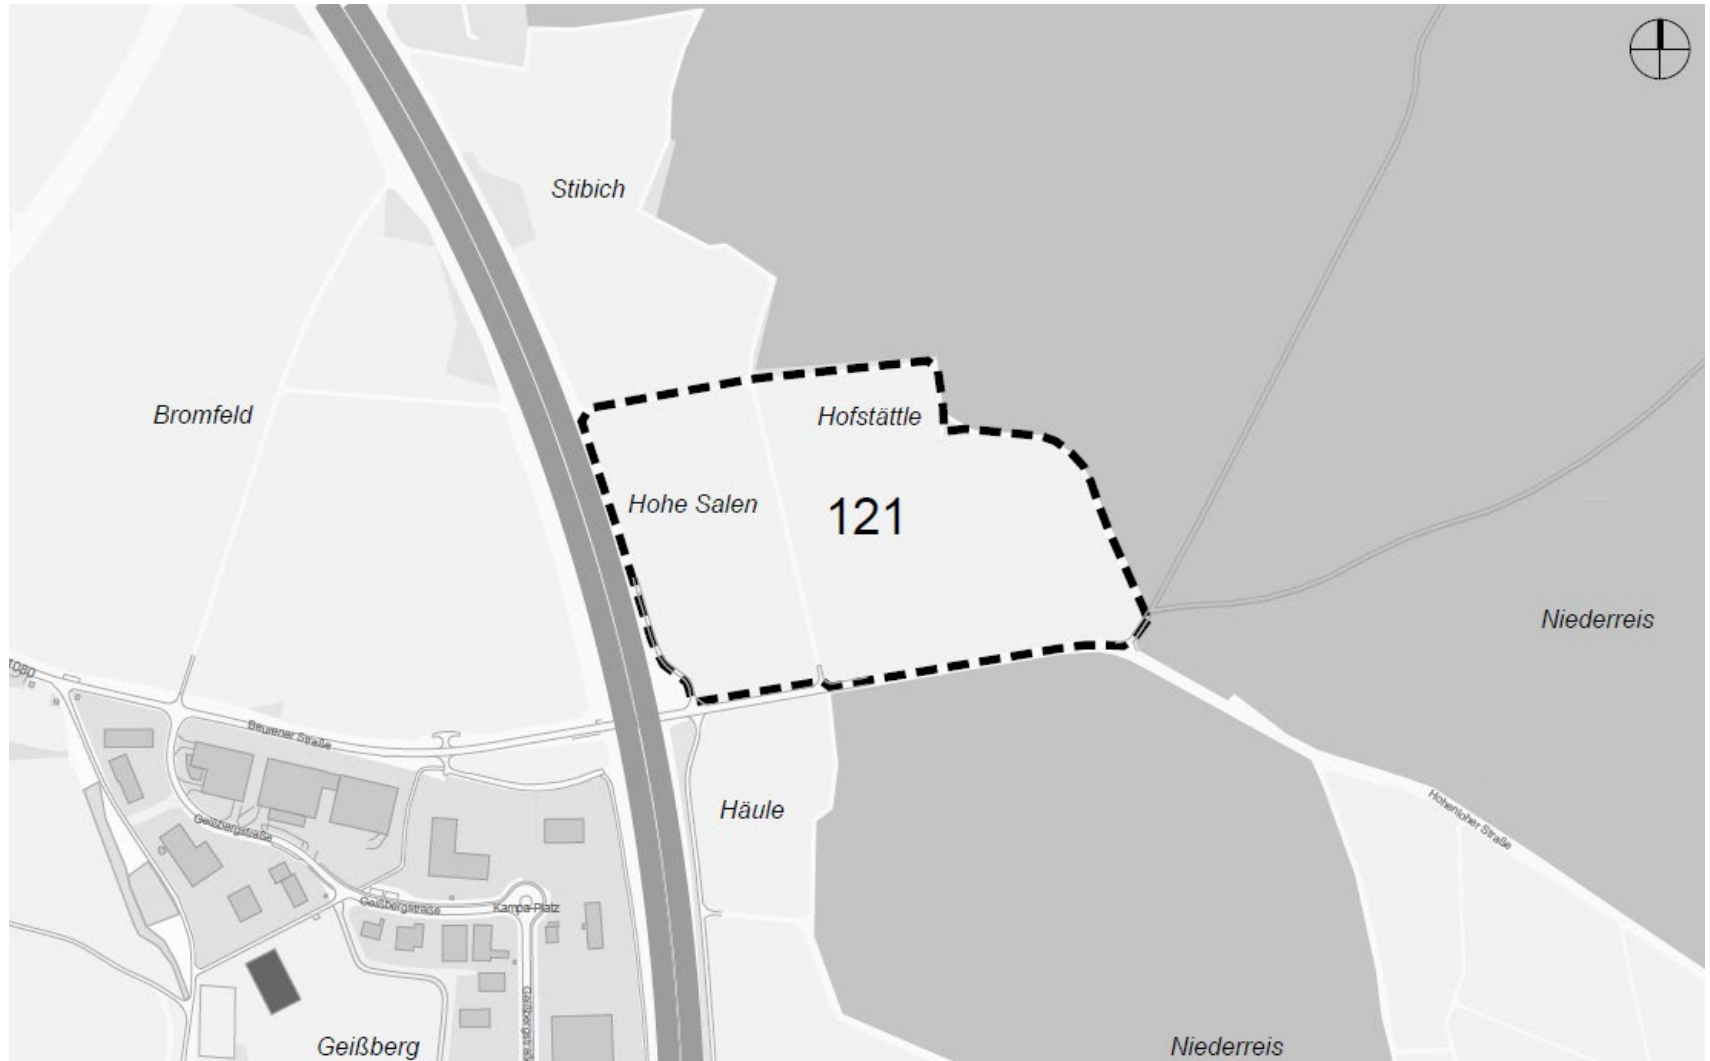 Stibich
Bromfeld
Hofstättle
Hohe Salen
121
Niederreis
1080
Beurener Straße
Häule
Hohenloher Straße
Geißbergstraße
Geißbergstraße
Kampa-Platz
Geißbergstraße
Geißberg
Niederreis